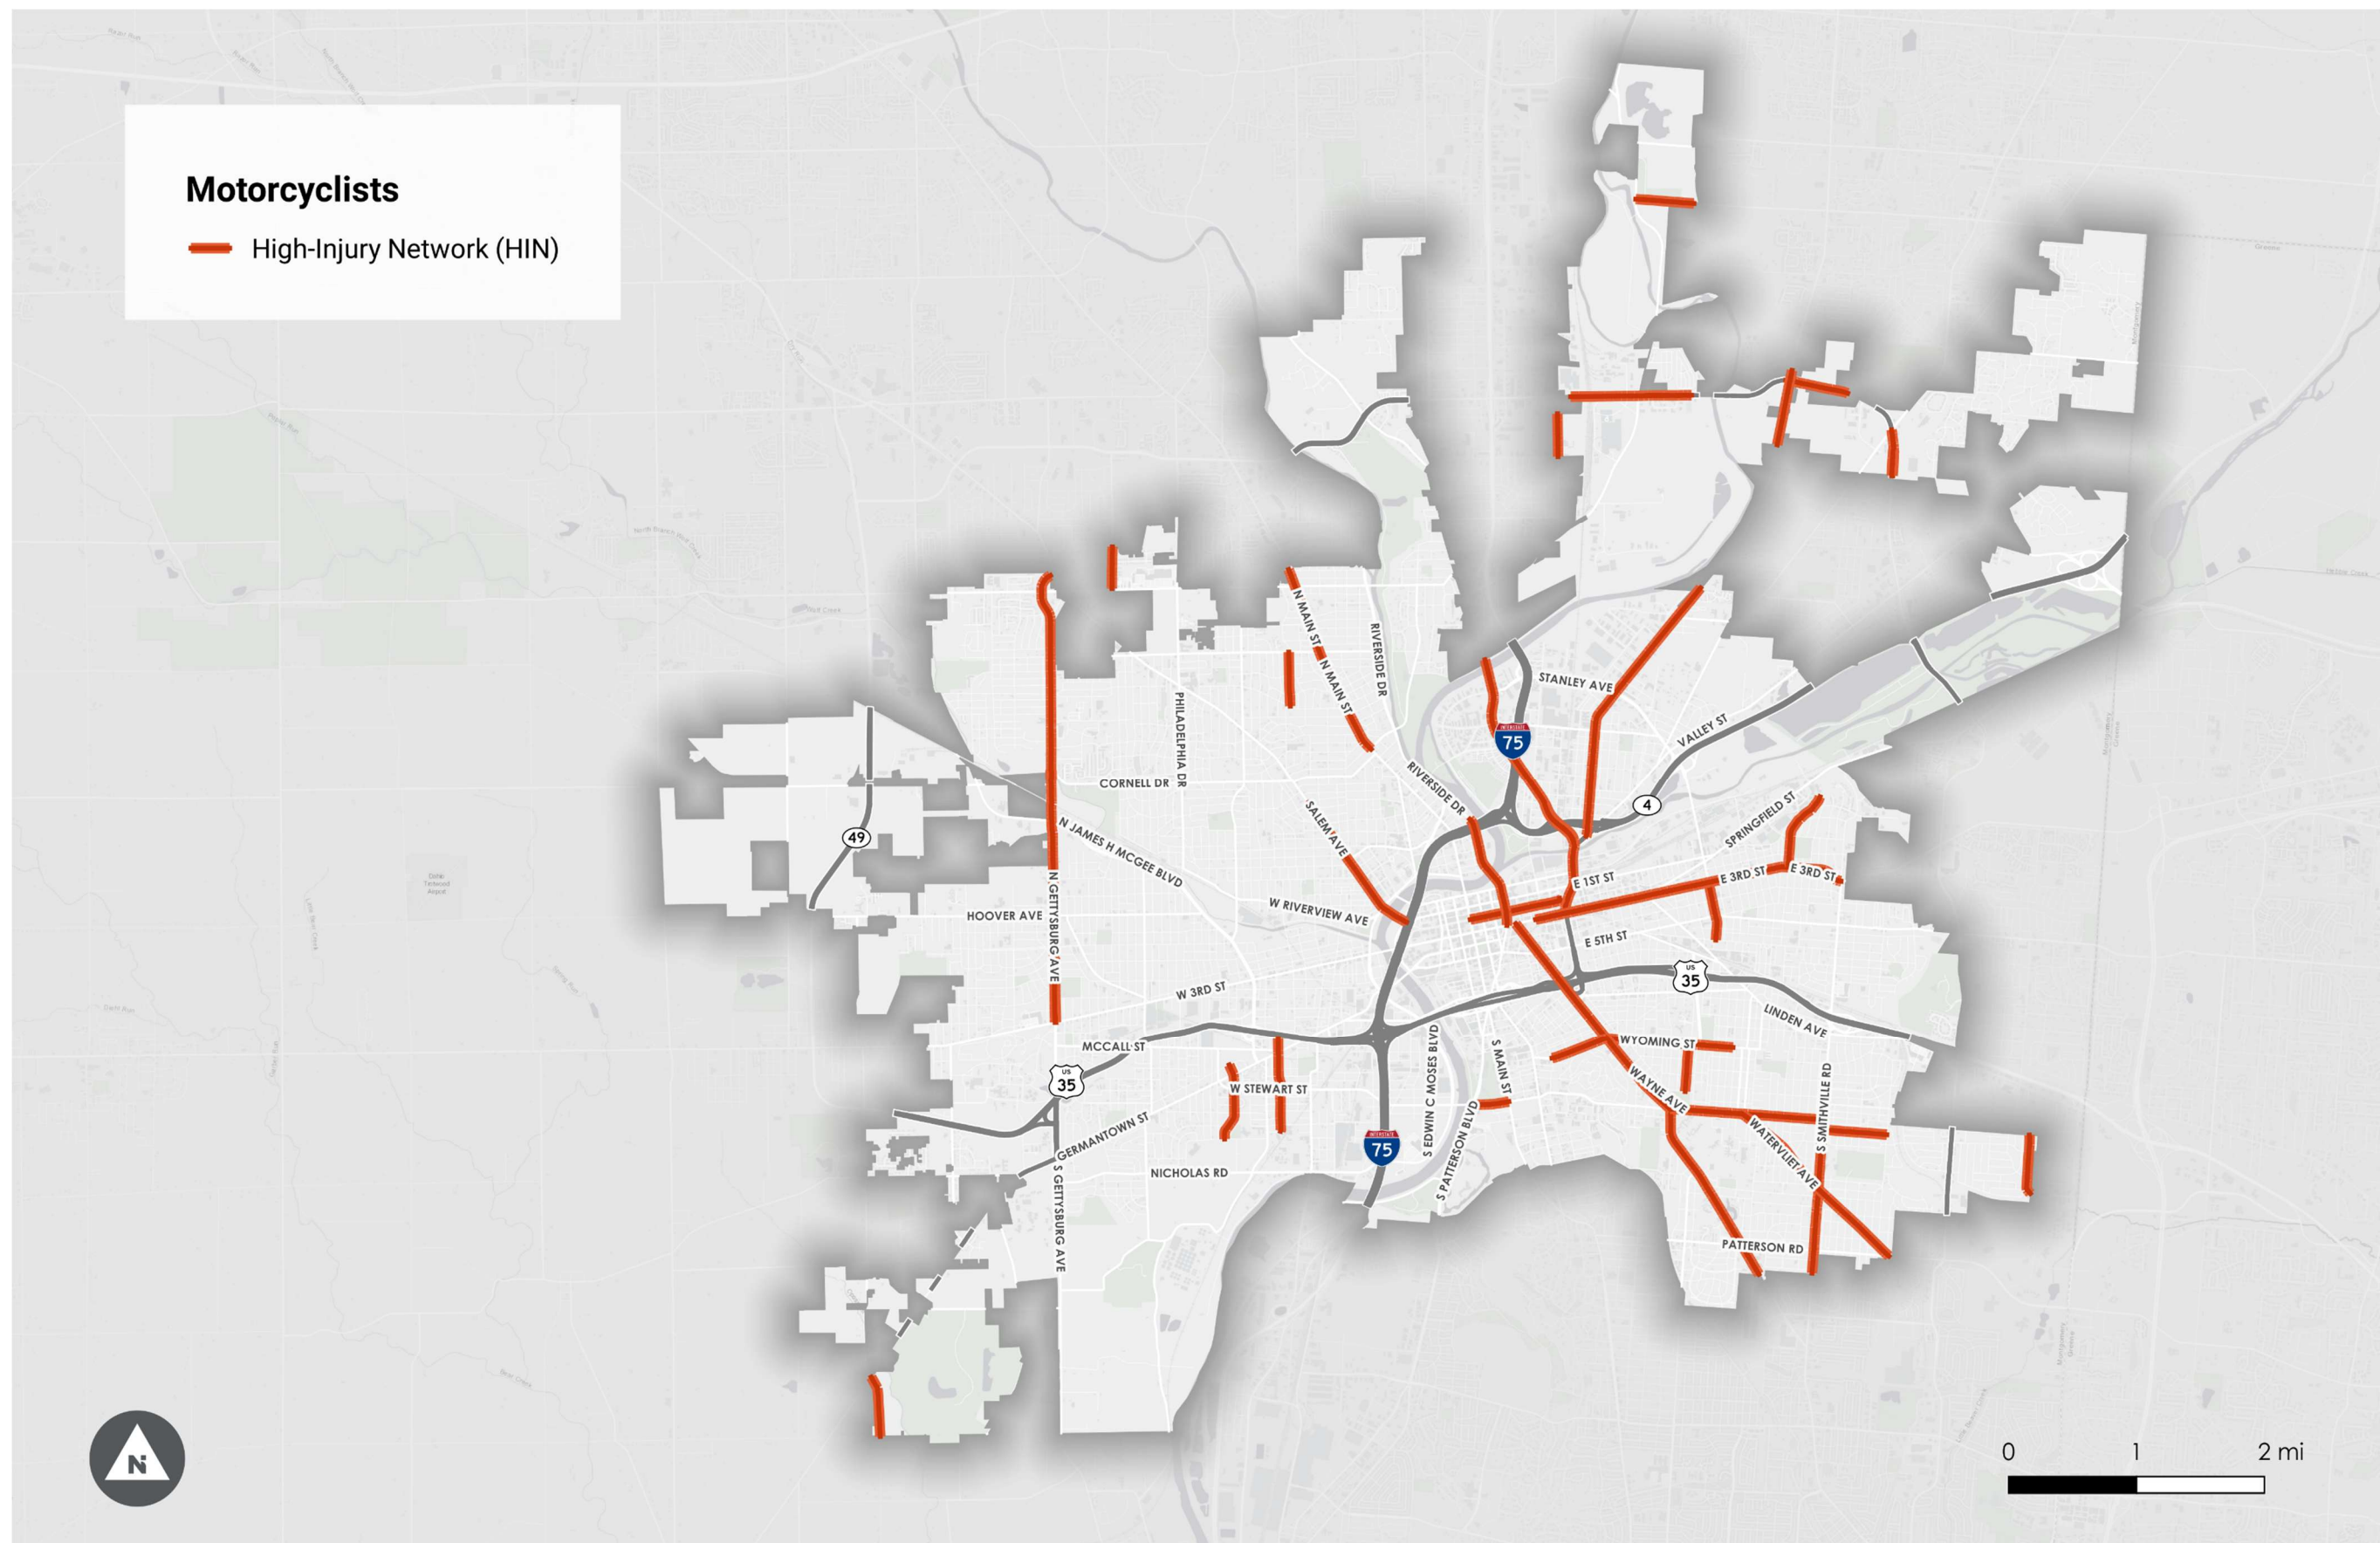 Motorcyclists
High-Injury Network (HIN)
N MAIN ST
N MAIN ST
RIVERSIDE DR
STANLEY AVE
PHILADELPHIA DR
INTERSTATE
75
VALLEY ST
CORNELL DR
RIVERSIDE DR
4
SPRINGFIELD ST
49
SALEM AVE
N JAMES H MCGEE BLVD
E 3RD ST
E 3RD ST
E 1ST ST
N GETTYSBURG AVE
HOOVER AVE
W RIVERVIEW AVE
E 5TH ST
US
35
W 3RD ST
LINDEN AVE
MCCALL ST
WYOMING ST
US
35
W STEWART ST
S EDWIN C MOSES BLVD
S MAIN ST
WAYNE AVE
S SMITHVILLE RD
GERMANTOWN ST
INTERSTATE
75
S PATTERSON BLVD
WATERVLIET AVE
NICHOLAS RD
S GETTYSBURG AVE
PATTERSON RD
N
0 1 2 mi